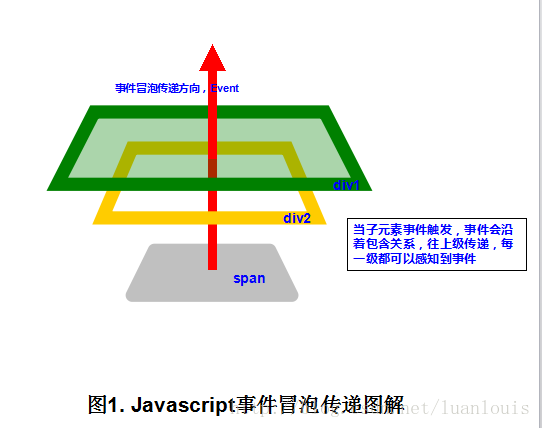 事件冒泡传递方向，Event
div1
div2
当子元素事件触发，事件会沿
着包含关系，往上级传递，每
一级都可以感知到事件
span
图1. Javascript事件冒泡传递图解
net/luanlouis